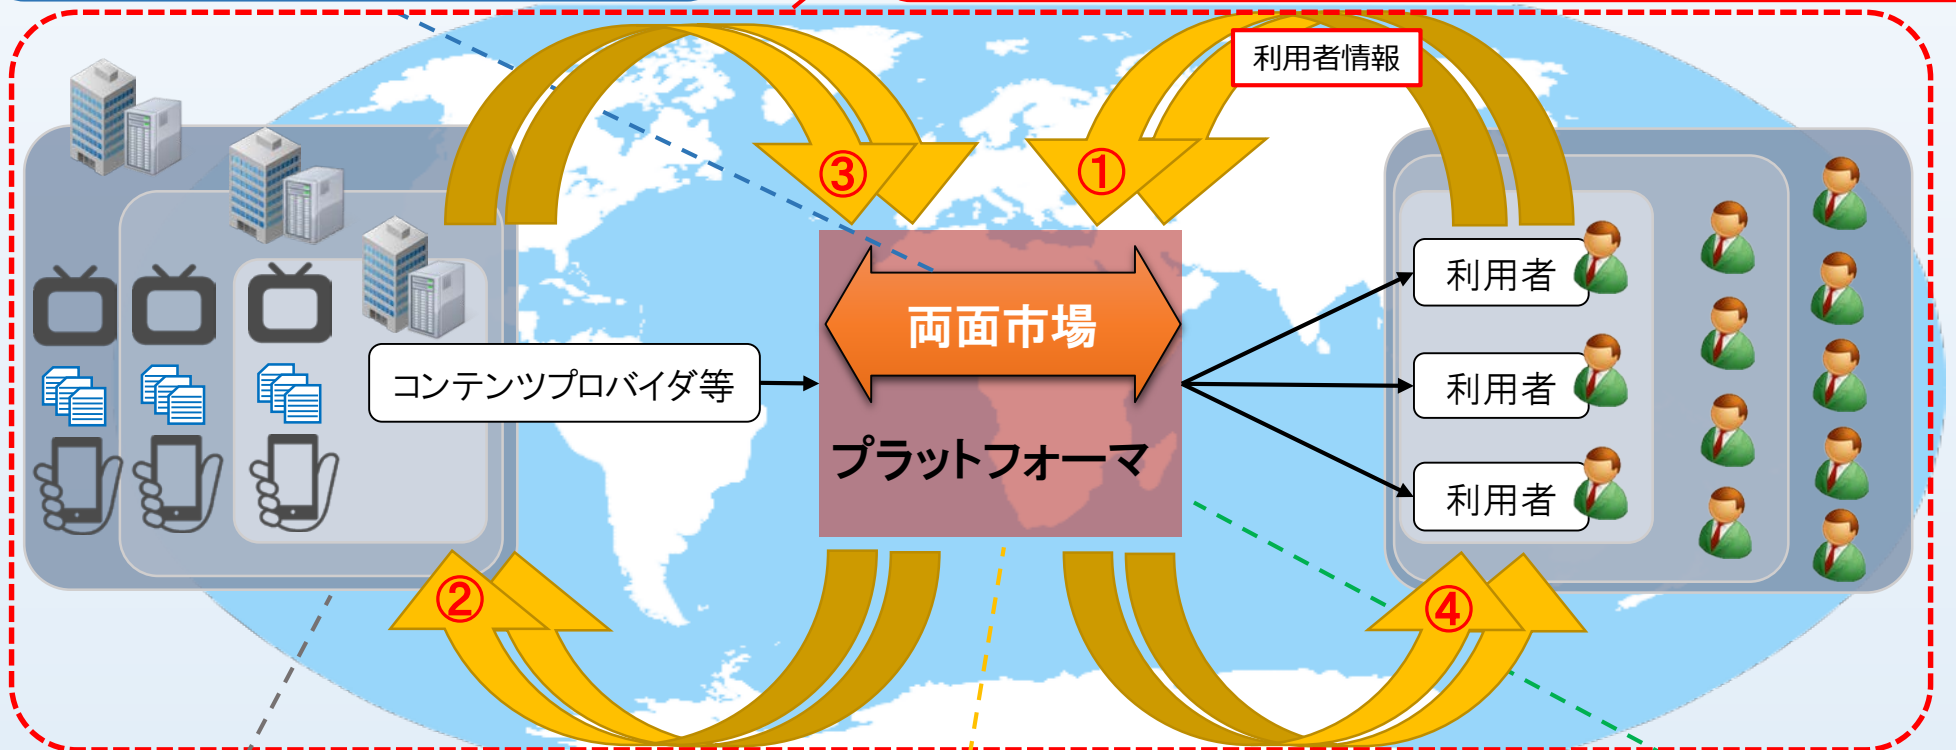 利用者情報
③
①
利用者
両面市場
コンテンツプロバイダ等
利用者
プラットフォーマ
利用者
②
④